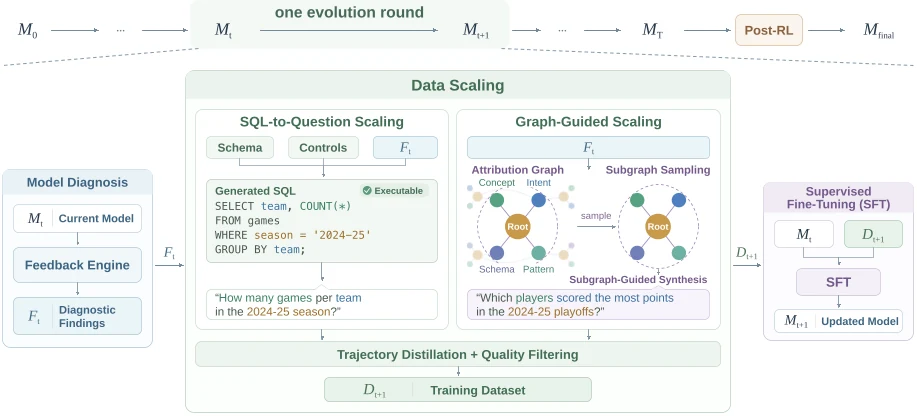 one evolution round
M0 ... Mt Mt+1 ... MT Post-RL Mfinal
Data Scaling
Model Diagnosis
Mt Current Model
Feedback Engine
Ft Diagnostic
Findings
Ft
SQL-to-Question Scaling
Schema Controls Ft
Generated SQL Executable
SELECT team, COUNT(*)
FROM games
WHERE season = '2024-25'
GROUP BY team;
“How many games per team
in the 2024-25 season?”
Graph-Guided Scaling
Ft
Attribution Graph Subgraph Sampling
Concept Intent
Root sample Root
Schema Pattern
Subgraph-Guided Synthesis
“Which players scored the most points
in the 2024-25 playoffs?”
Trajectory Distillation + Quality Filtering
Dt+1 Training Dataset
Dt+1
Supervised
Fine-Tuning (SFT)
Mt Dt+1
SFT
Mt+1 Updated Model